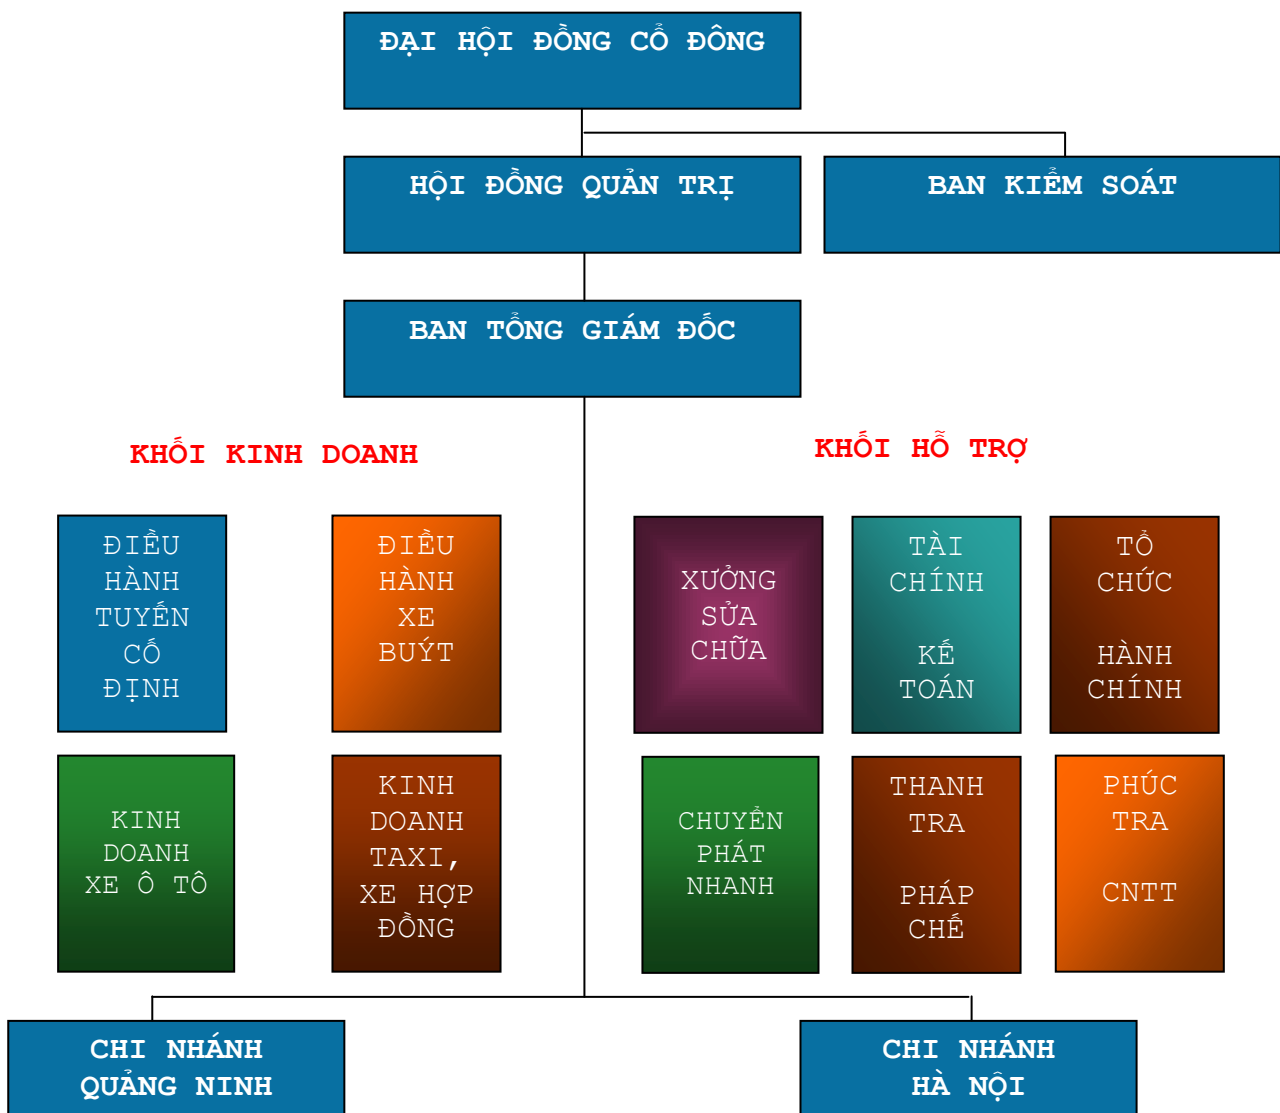 ĐẠI HỘI ĐỒNG CỔ ĐÔNG
HỘI ĐỒNG QUẢN TRỊ
BAN KIỂM SOÁT
BAN TỔNG GIÁM ĐỐC
KHỐI KINH DOANH
KHỐI HỖ TRỢ
ĐIỀU
HÀNH
TUYẾN
CỐ
ĐỊNH
ĐIỀU
HÀNH
XE
BUÝT
XƯỞNG
SỬA
CHỮA
TÀI
CHÍNH
KẾ
TOÁN
TỔ
CHỨC
HÀNH
CHÍNH
KINH
DOANH
XE Ô TÔ
KINH
DOANH
TAXI,
XE HỢP
ĐỒNG
CHUYỂN
PHÁT
NHANH
THANH
TRA
PHÁP
CHẾ
PHÚC
TRA
CNTT
CHI NHÁNH
QUẢNG NINH
CHI NHÁNH
HÀ NỘI